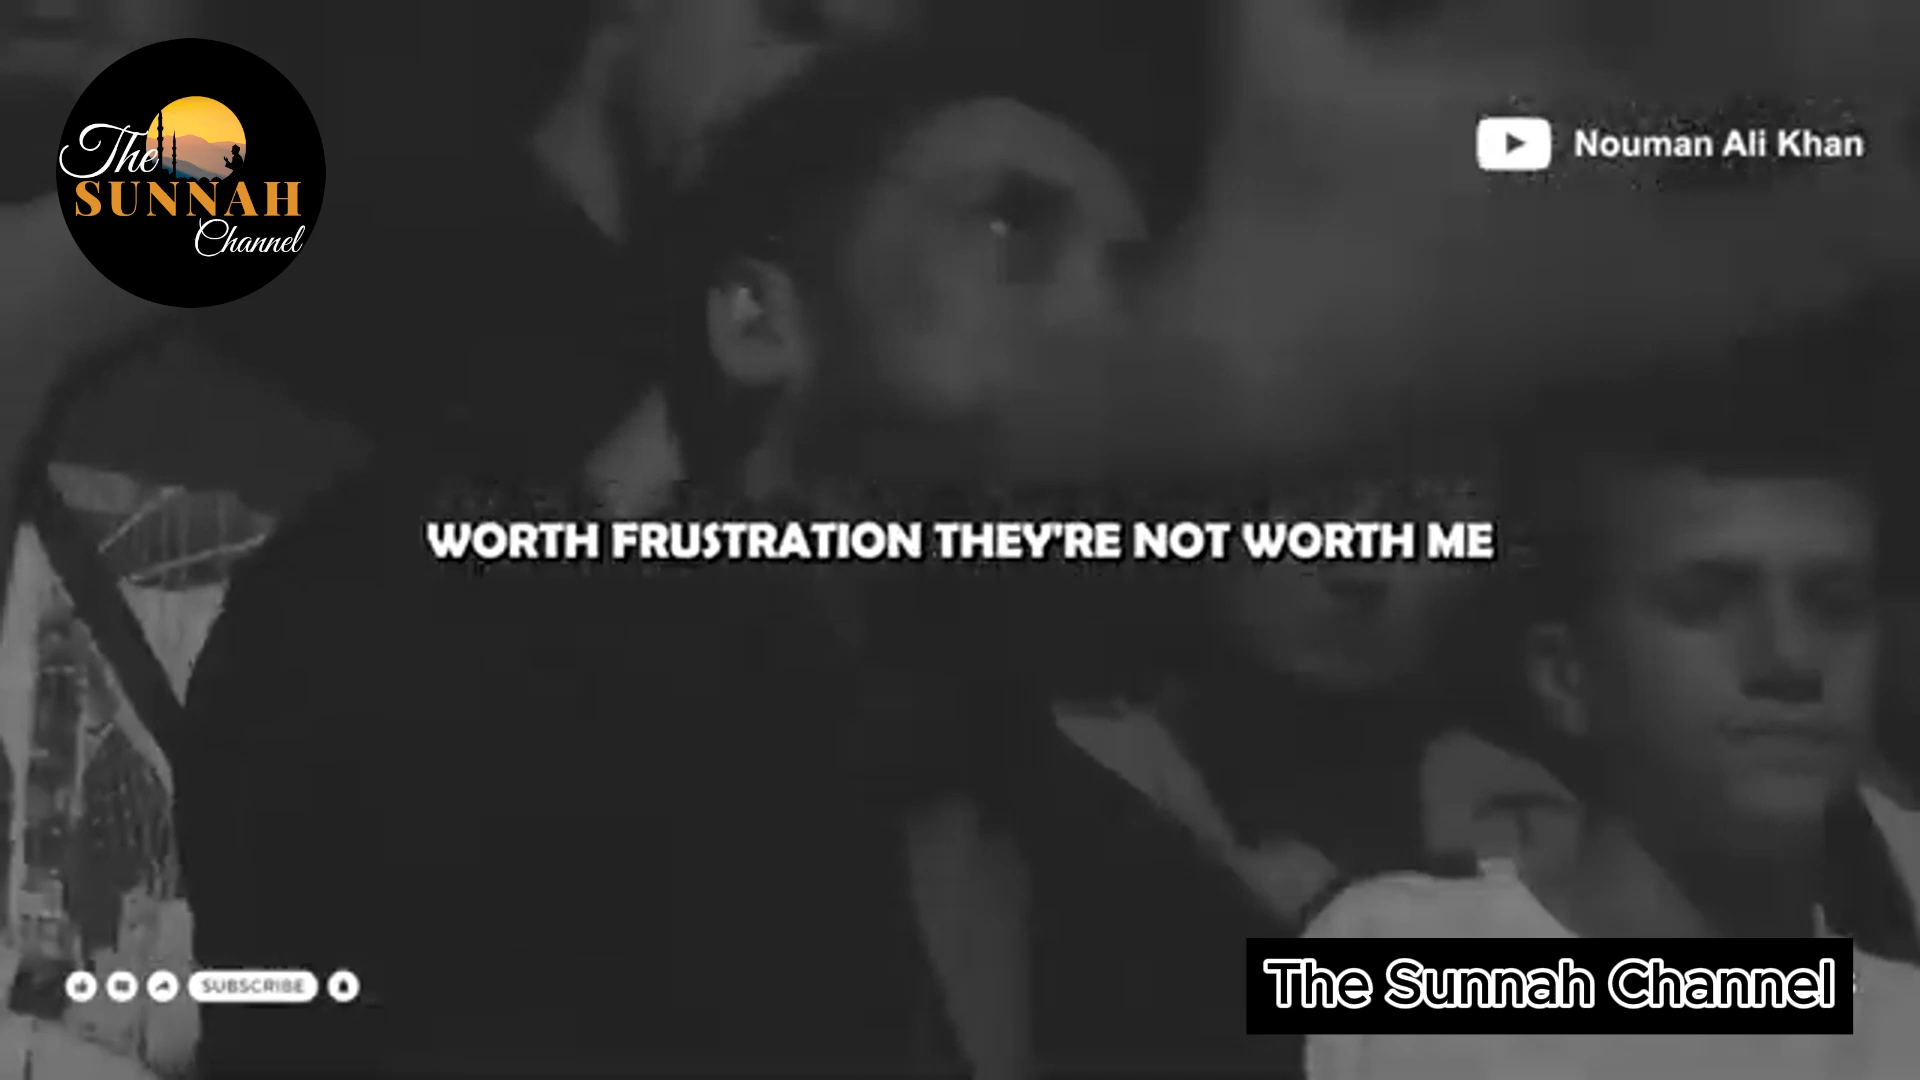 The
SUNNAH
Channel
Nouman Ali Khan
WORTH FRUSTRATION THEY'RE NOT WORTH ME
SUBSCRIBE
The Sunnah Channel